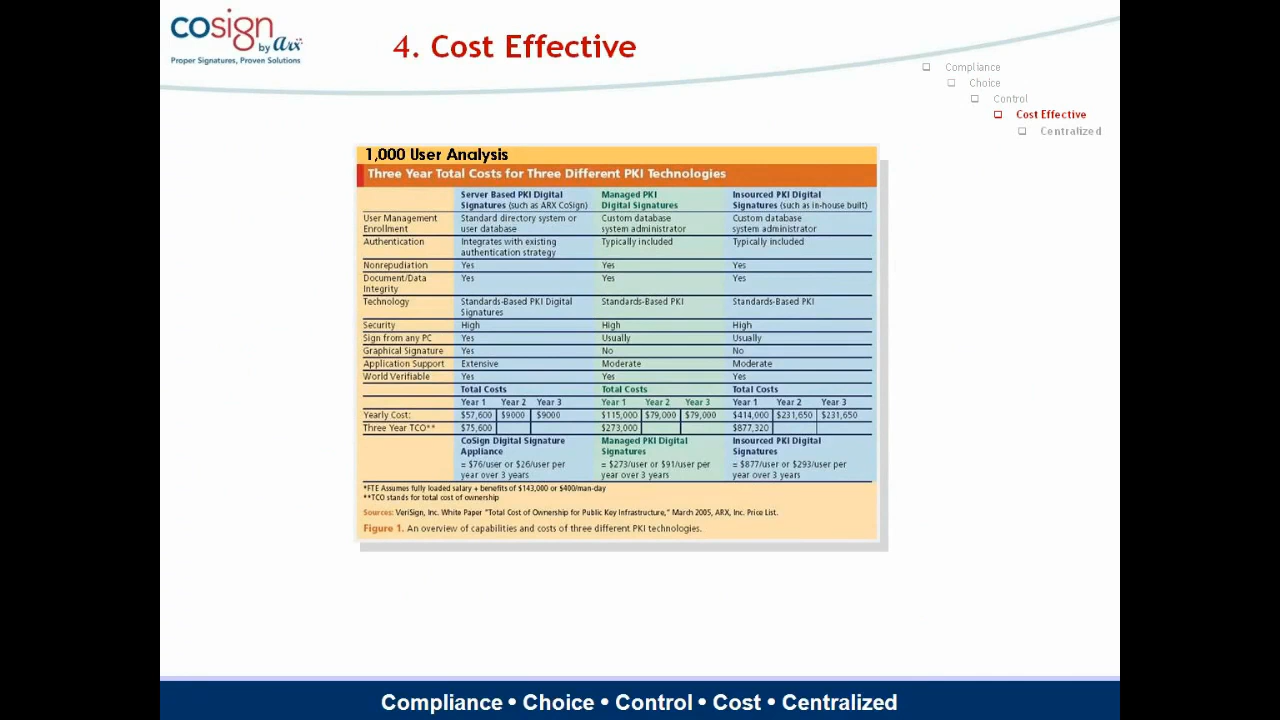 cosign
by arx
Proper Signatures, Proven Solutions
4. Cost Effective
Compliance
Choice
Control
Cost Effective
Centralized
1,000 User Analysis
Three Year Total Costs for Three Different PKI Technologies
Server Based PKI Digital Signatures (such as ARX CoSign) Managed PKI Digital Signatures Insourced PKI Digital Signatures (such as in-house built)
User Management Enrollment Standard directory system or user database Custom database system administrator Custom database system administrator
Authentication Integrates with existing authentication strategy Typically included Typically included
Nonrepudiation Yes Yes Yes
Document/Data Integrity Yes Yes Yes
Technology Standards-Based PKI Digital Signatures Standards-Based PKI Standards-Based PKI
Security High High High
Sign from any PC Yes Usually Usually
Graphical Signature Yes No No
Application Support Extensive Moderate Moderate
World Verifiable Yes Yes Yes
Total Costs Total Costs Total Costs
Year 1 Year 2 Year 3 Year 1 Year 2 Year 3 Year 1 Year 2 Year 3
Yearly Cost: $57,600 $9000 $9000 $115,000 $79,000 $79,000 $414,000 $231,650 $231,650
Three Year TCO** $75,600 $273,000 $877,320
CoSign Digital Signature Appliance Managed PKI Digital Signatures Insourced PKI Digital Signatures
= $76/user or $26/user per year over 3 years = $273/user or $91/user per year over 3 years = $877/user or $293/user per year over 3 years
*FTE Assumes fully loaded salary + benefits of $143,000 or $400/man-day
**TCO stands for total cost of ownership
Sources: VeriSign, Inc. White Paper "Total Cost of Ownership for Public Key Infrastructure," March 2005, ARX, Inc. Price List.
Figure 1. An overview of capabilities and costs of three different PKI technologies.
Compliance • Choice • Control • Cost • Centralized